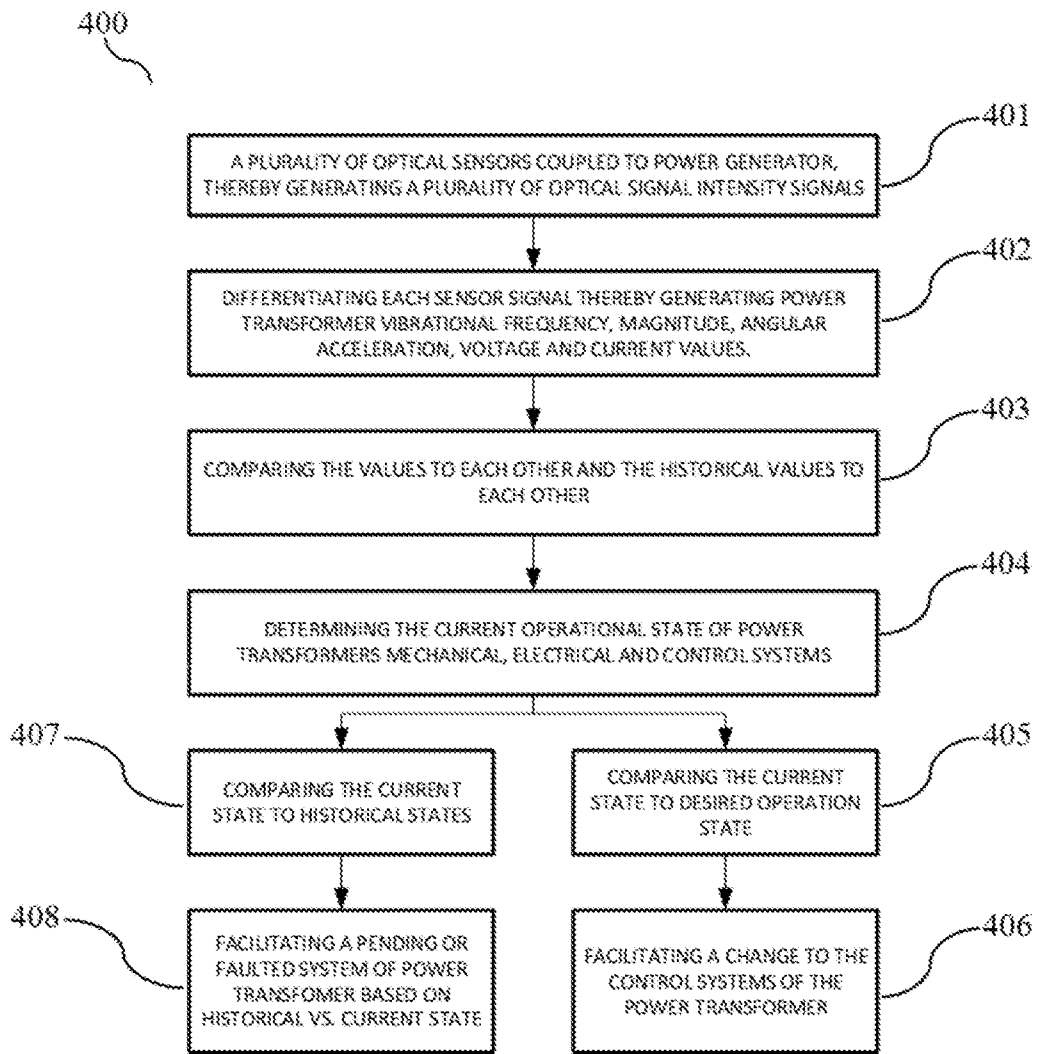 400
401
A PLURALITY OF OPTICAL SENSORS COUPLED TO POWER GENERATOR,
THEREBY GENERATING A PLURALITY OF OPTICAL SIGNAL INTENSITY SIGNALS
402
DIFFERENTIATING EACH SENSOR SIGNAL THEREBY GENERATING POWER
TRANSFORMER VIBRATIONAL FREQUENCY, MAGNITUDE, ANGULAR
ACCELERATION, VOLTAGE AND CURRENT VALUES.
403
COMPARING THE VALUES TO EACH OTHER AND THE HISTORICAL VALUES TO
EACH OTHER
404
DETERMINING THE CURRENT OPERATIONAL STATE OF POWER
TRANSFORMERS MECHANICAL, ELECTRICAL AND CONTROL SYSTEMS
407
COMPARING THE CURRENT
STATE TO HISTORICAL STATES
405
COMPARING THE CURRENT
STATE TO DESIRED OPERATION
STATE
408
FACILITATING A PENDING OR
FAULTED SYSTEM OF POWER
TRANSFOMER BASED ON
HISTORICAL VS. CURRENT STATE
406
FACILITATING A CHANGE TO THE
CONTROL SYSTEMS OF THE
POWER TRANSFORMER